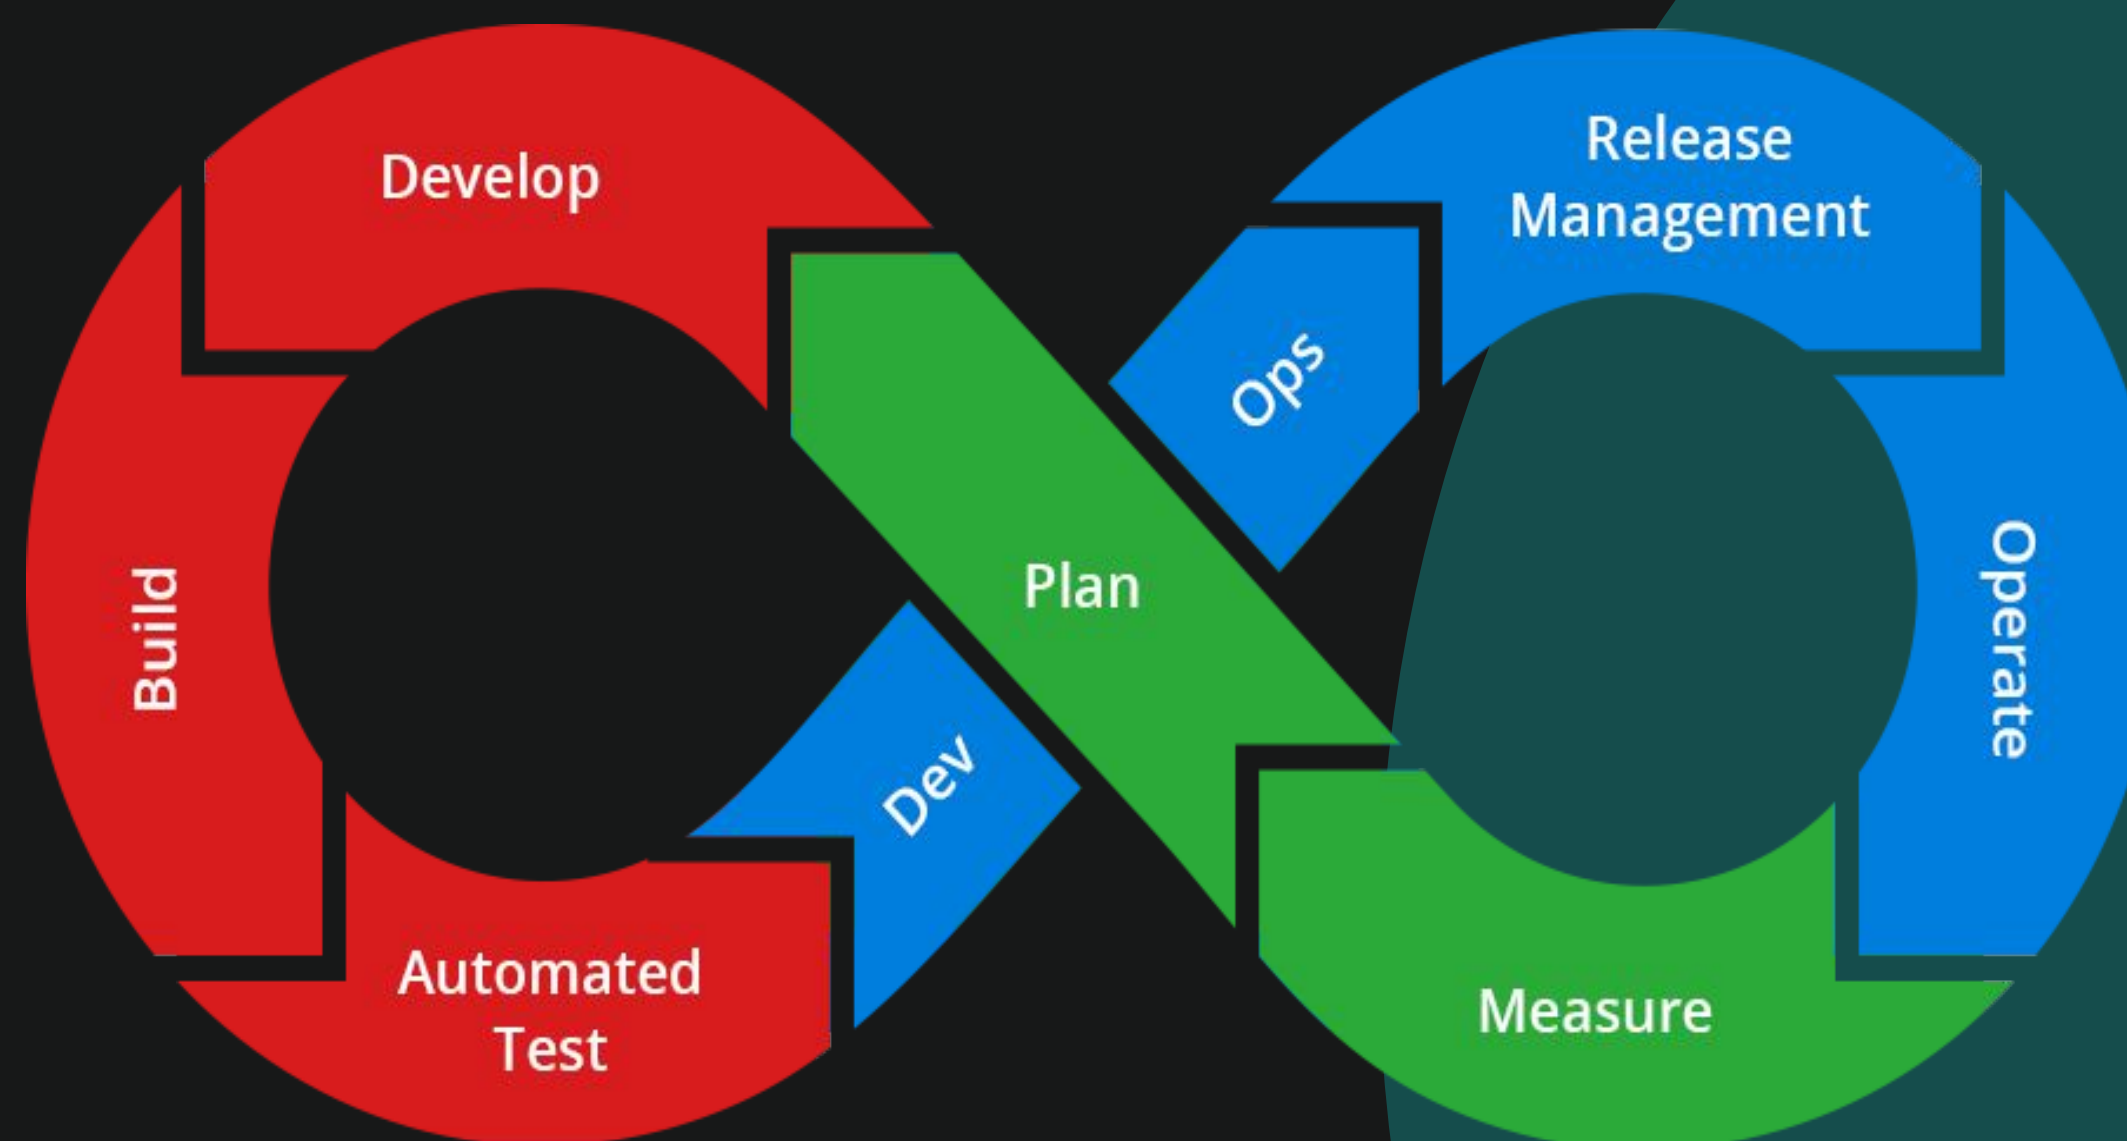 Develop
Release
Management
Ops
Plan
Build
Operate
Dev
Automated
Test
Measure